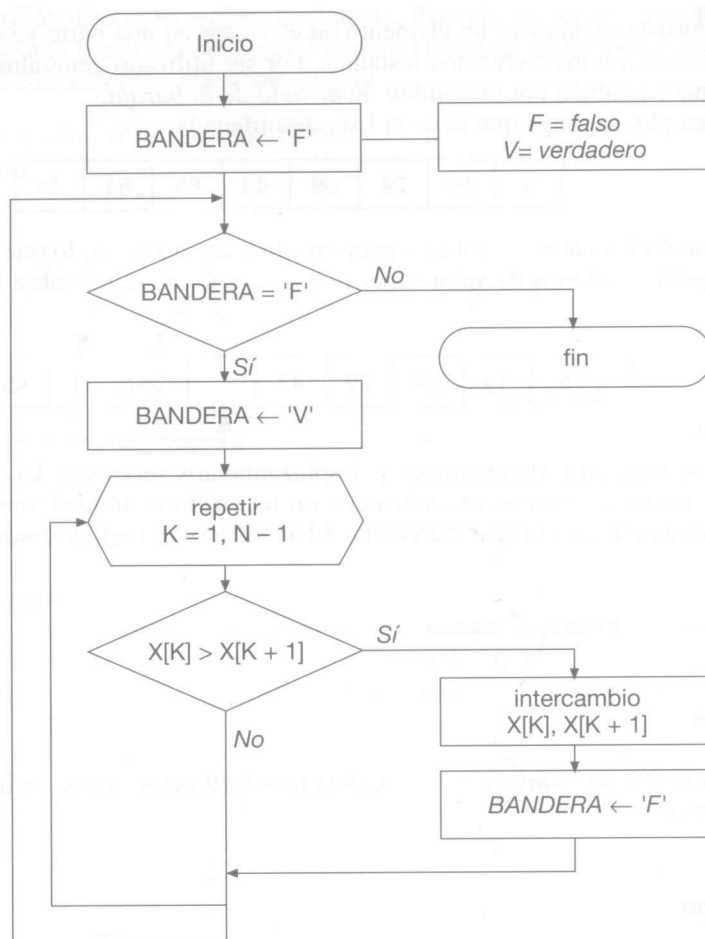 Inicio
BANDERA ← 'F'
F = falso
V= verdadero
BANDERA = 'F'
No
fin
Sí
BANDERA ← 'V'
repetir
K = 1, N – 1
X[K] > X[K + 1]
Sí
intercambio
X[K], X[K + 1]
No
BANDERA ← 'F'